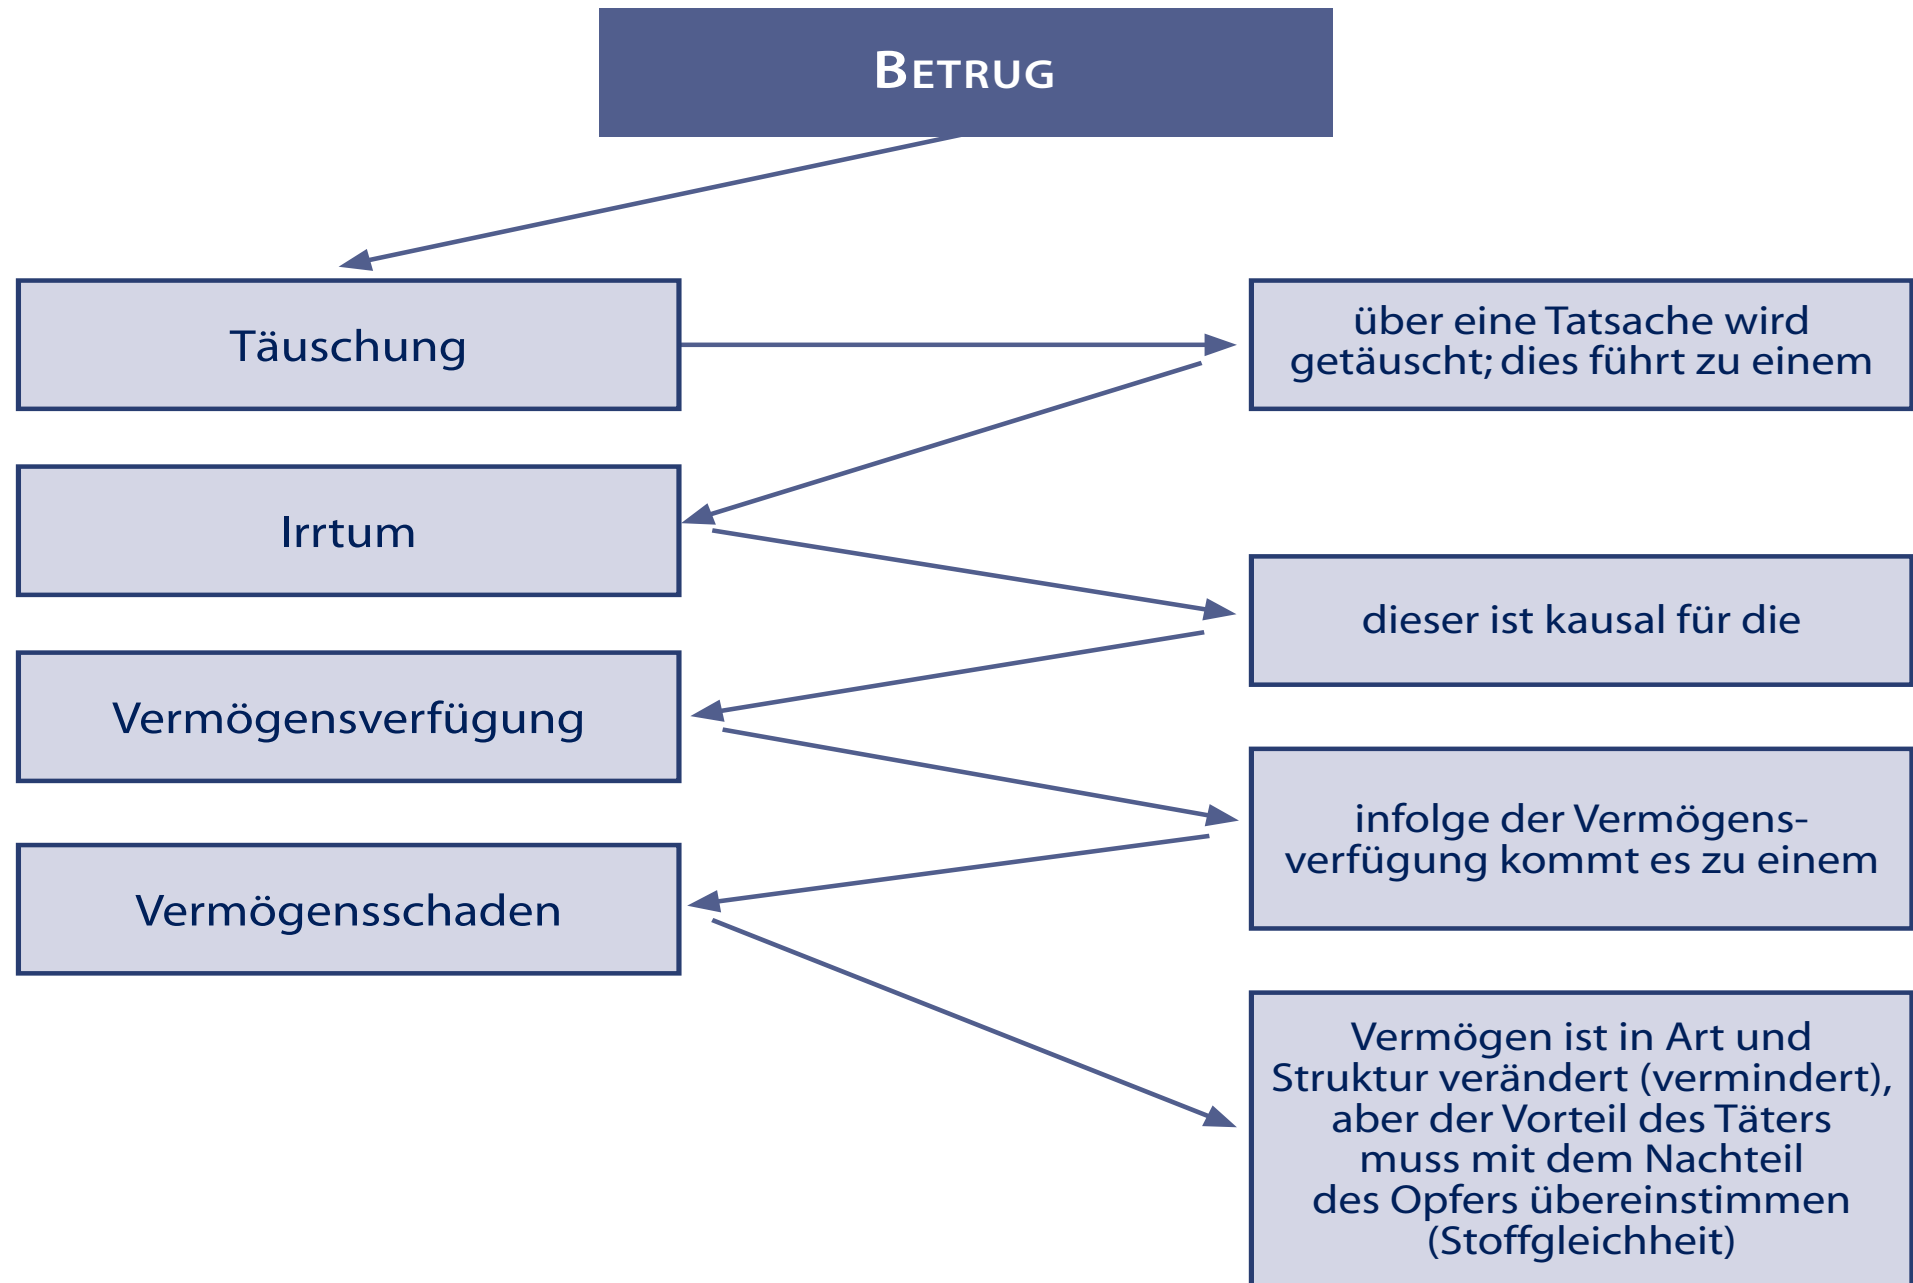 BETRUG
Täuschung
über eine Tatsache wird
getäuscht; dies führt zu einem
Irrtum
dieser ist kausal für die
Vermögensverfügung
infolge der Vermögens-
verfügung kommt es zu einem
Vermögensschaden
Vermögen ist in Art und
Struktur verändert (vermindert),
aber der Vorteil des Täters
muss mit dem Nachteil
des Opfers übereinstimmen
(Stoffgleichheit)